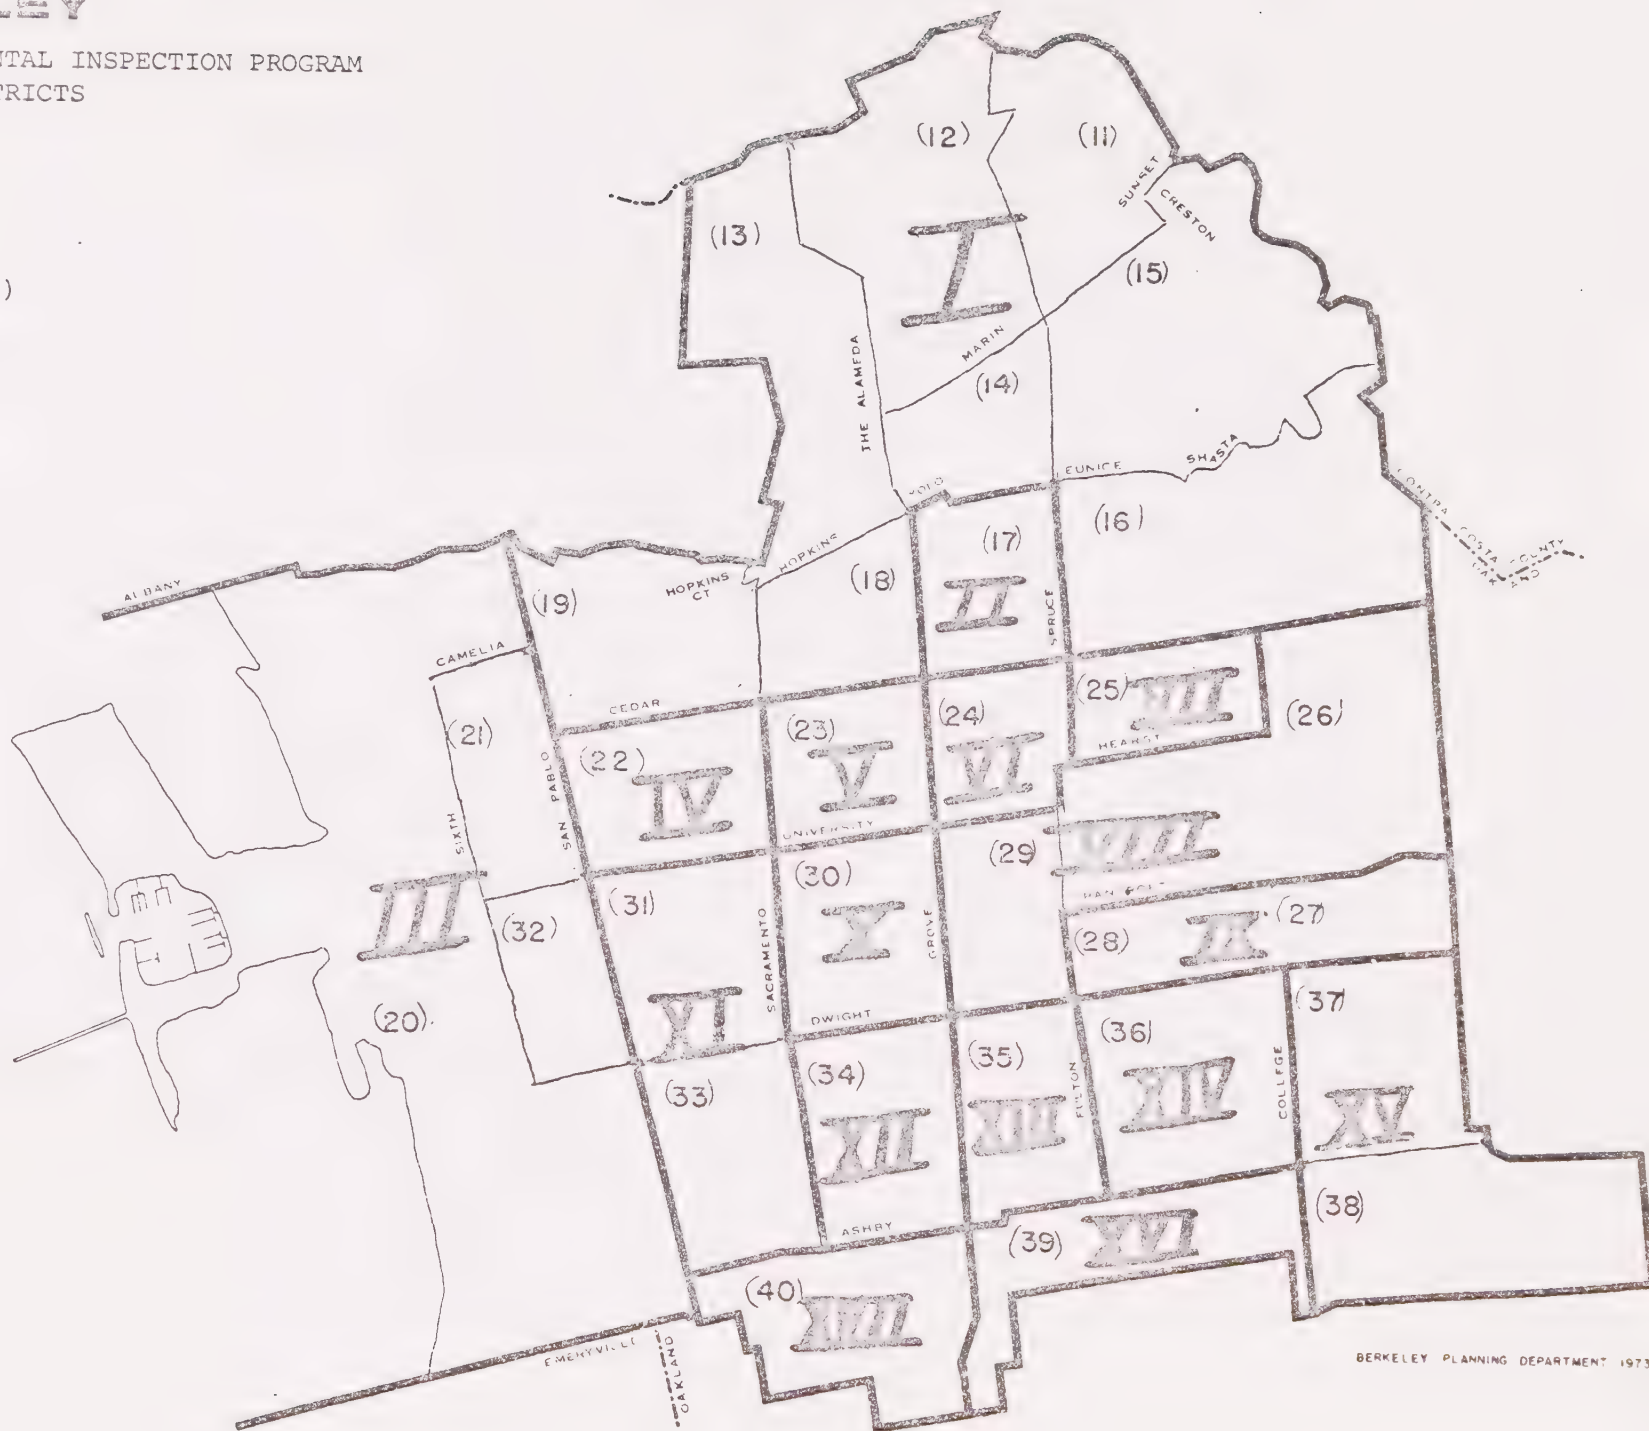 LEY
NTAL INSPECTION PROGRAM
TRICTS
)
(12)
(11)
SUNSET
CRESTON
(13)
I
(15)
MARIN
THE ALAMEDA
(14)
SHASTA
EUNICE
YOLO
CONTRA COSTA COUNTY
OAKLAND
(17)
(16)
HOPKINS
HOPKINS
CT
(18)
ALBANY
(19)
II
SPRUCE
CAMELIA
CEDAR
(21)
(22)
(23)
(24)
(25)
VII
(26)
HEARST
SAN PABLO
IV
V
VI
SIXTH
UNIVERSITY
(29
VIII
III
(31)
(30)
(32)
SACRAMENTO
X
GROVE
(28)
IX
(27)
(20)
XI
DWIGHT
(37)
(36)
(33)
(34)
(35)
FULTON
COLLEGE
XII
XIII
XIV
XV
ASHBY
(39)
XVI
(38)
(40)
XVII
EMERYVILLE
OAKLAND
BERKELEY PLANNING DEPARTMENT 1973